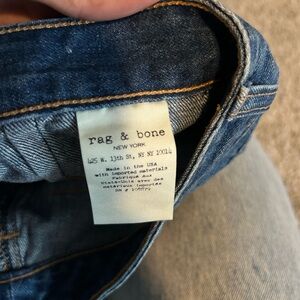 rag & bone
NEW YORK
425 W. 13th St, NY NY 10014
Made in the USA
with imported materials
Fabriqué aux
Etats-Unis avec des
matériaux importés